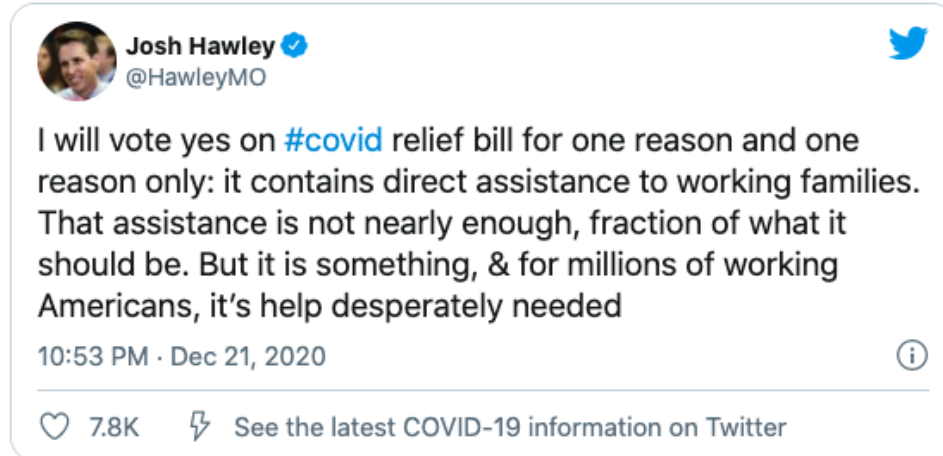 Josh Hawley
@HawleyMO
I will vote yes on #covid relief bill for one reason and one
reason only: it contains direct assistance to working families.
That assistance is not nearly enough, fraction of what it
should be. But it is something, & for millions of working
Americans, it’s help desperately needed
10:53 PM · Dec 21, 2020
7.8K See the latest COVID-19 information on Twitter